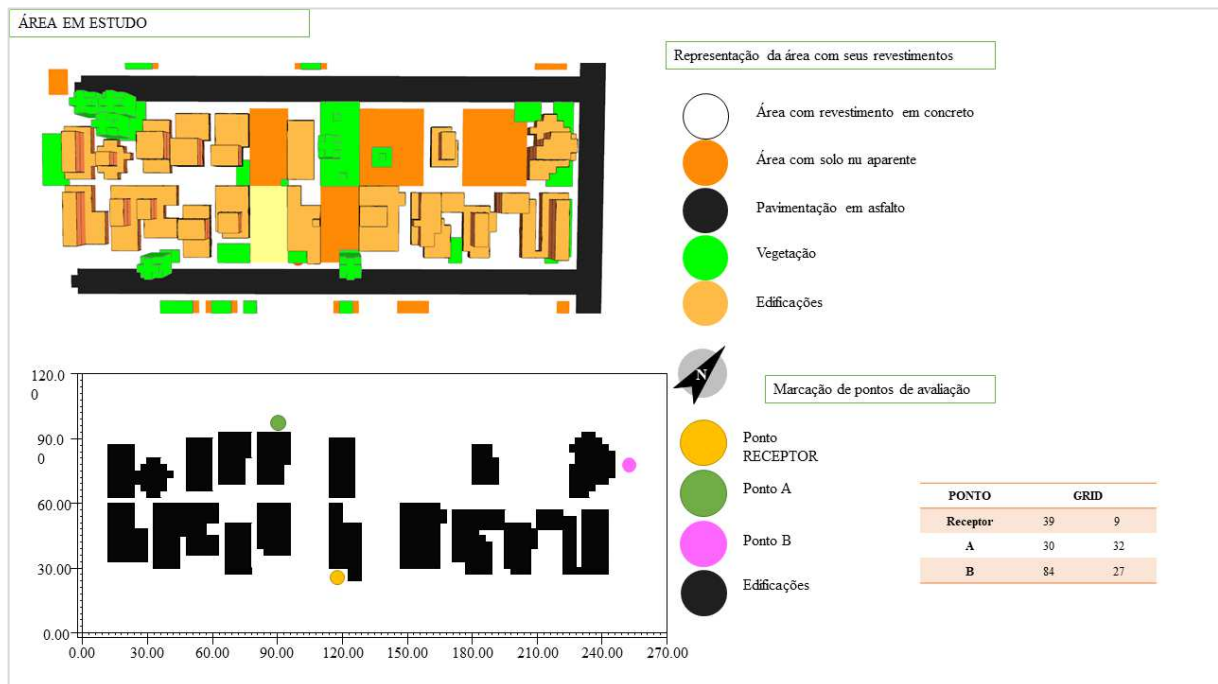 ÁREA EM ESTUDO
Representação da área com seus revestimentos
Área com revestimento em concreto
Área com solo nu aparente
Pavimentação em asfalto
Vegetação
Edificações
N
Marcação de pontos de avaliação
Ponto
RECEPTOR
Ponto A
Ponto B
Edificações
PONTO GRID
Receptor 39 9
A 30 32
B 84 27
120.0
0
90.0
0
60.00
30.00
0.00
0.00 30.00 60.00 90.00 120.00 150.00 180.00 210.00 240.00 270.00